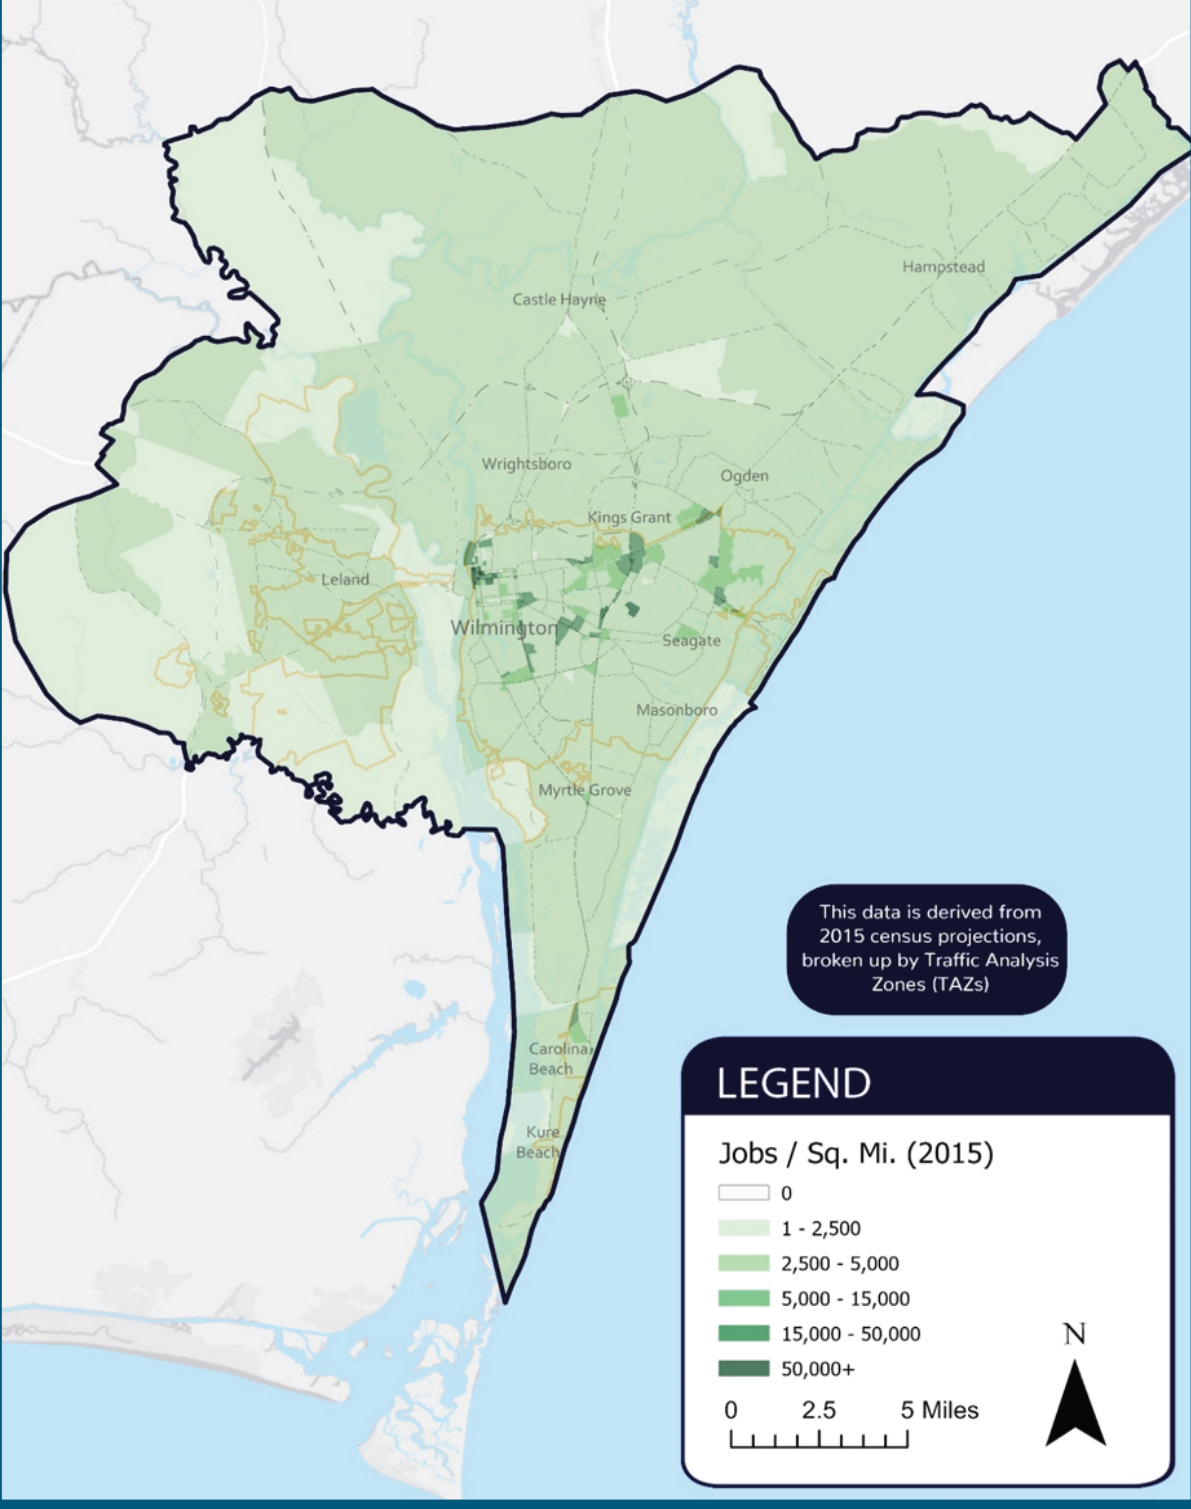 Hampstead
Castle Hayne
Wrightsboro
Ogden
Kings Grant
Leland
Wilmington
Seagate
Masonboro
Myrtle Grove
This data is derived from
2015 census projections,
broken up by Traffic Analysis
Zones (TAZs)
Carolina
Beach
Kure
Beach
LEGEND
Jobs / Sq. Mi. (2015)
0
1 - 2,500
2,500 - 5,000
5,000 - 15,000
15,000 - 50,000
50,000+
N
0 2.5 5 Miles